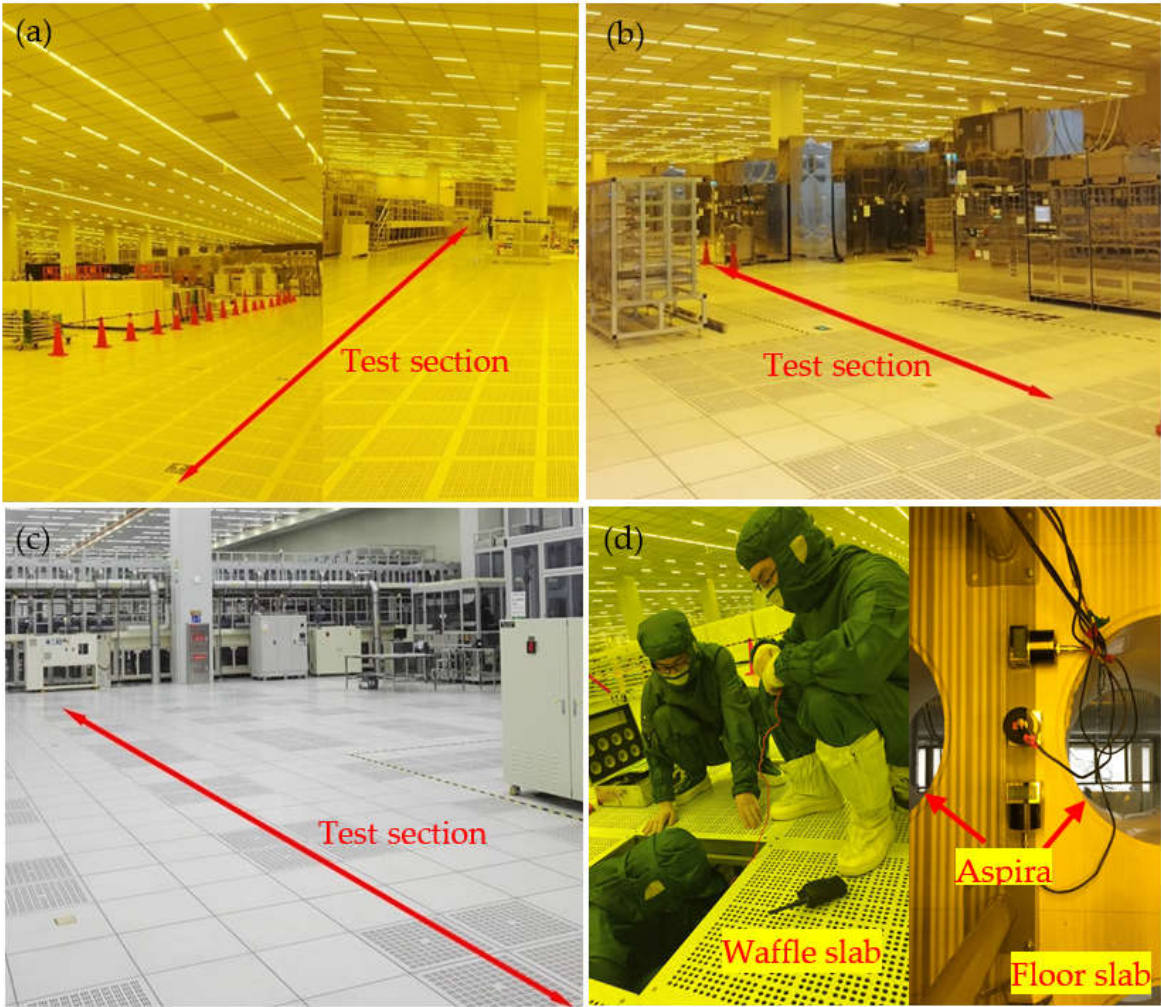 (a)
Test section
(b)
Test section
(c)
Test section
(d)
Aspira
Waffle slab
Floor slab